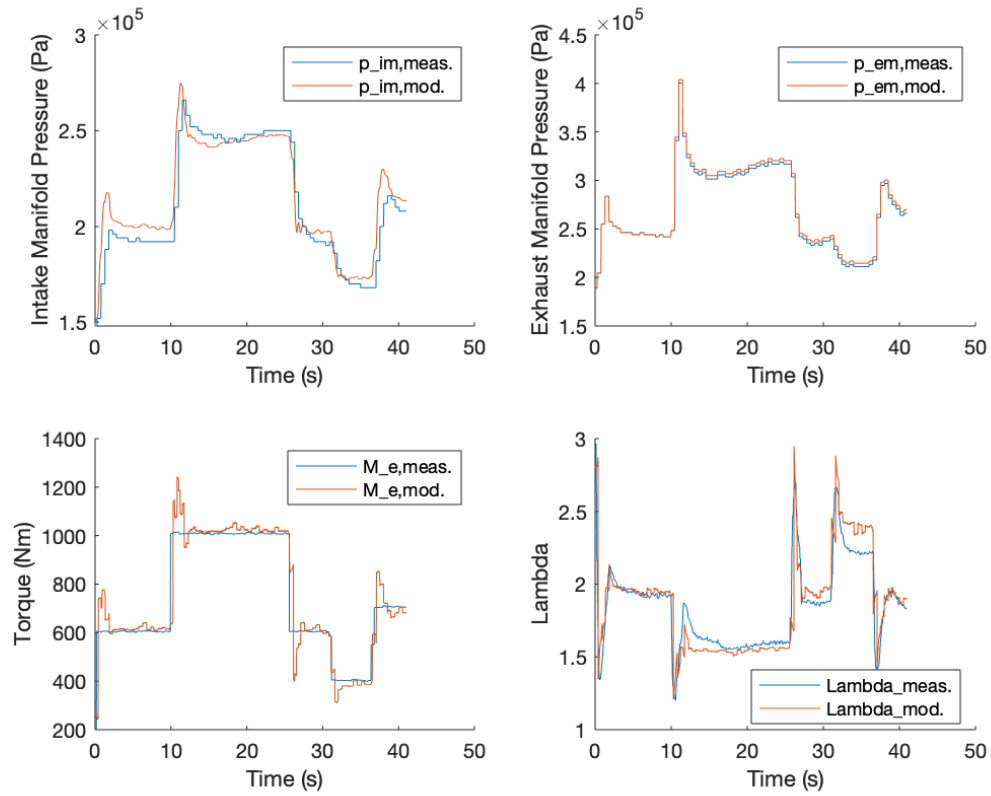 ×10⁵
3
2.5
2
1.5
Intake Manifold Pressure (Pa)
p_im,meas.
p_im,mod.
0 10 20 30 40 50
Time (s)
×10⁵
4.5
4
3.5
3
2.5
2
1.5
Exhaust Manifold Pressure (Pa)
p_em,meas.
p_em,mod.
0 10 20 30 40 50
Time (s)
1400
1200
1000
800
600
400
200
Torque (Nm)
M_e,meas.
M_e,mod.
0 10 20 30 40 50
Time (s)
3
2.5
2
1.5
1
Lambda
Lambda_meas.
Lambda_mod.
0 10 20 30 40 50
Time (s)